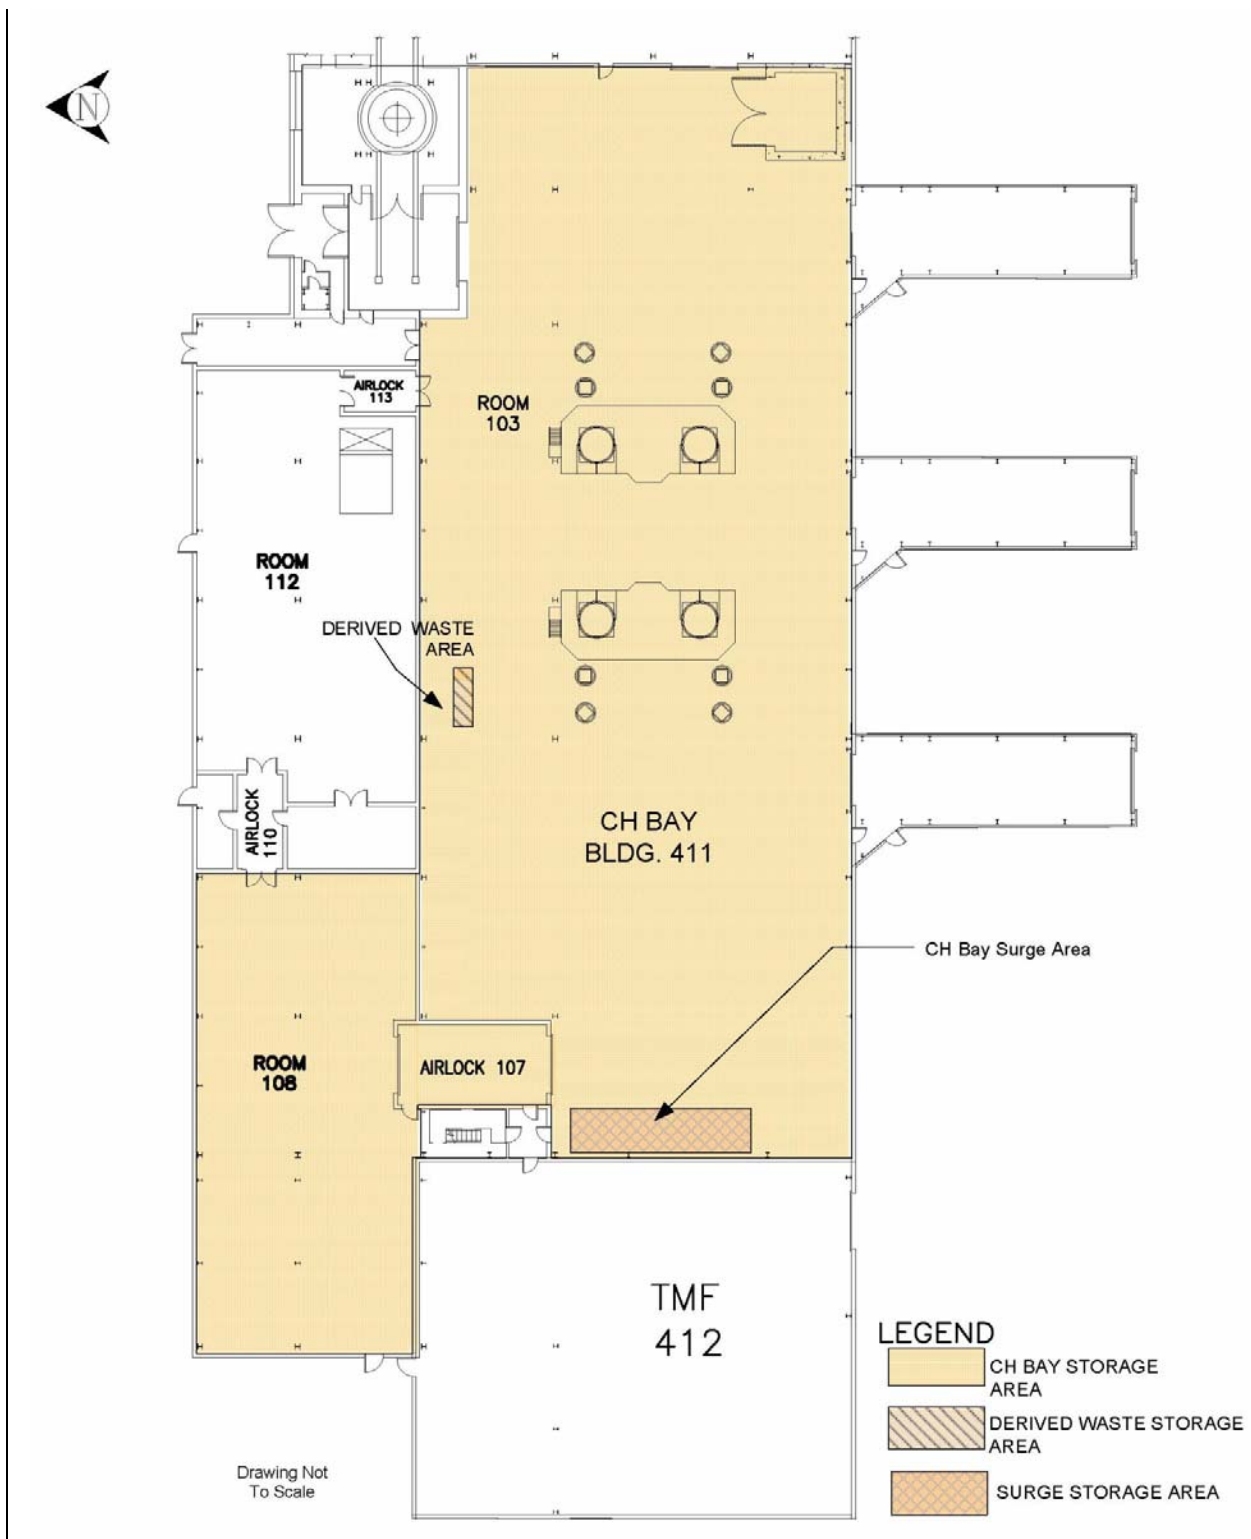 N
AIRLOCK
113
ROOM
103
ROOM
112
DERIVED WASTE
AREA
AIRLOCK
110
CH BAY
BLDG. 411
CH Bay Surge Area
ROOM
108
AIRLOCK 107
TMF
412
LEGEND
CH BAY STORAGE
AREA
DERIVED WASTE STORAGE
AREA
SURGE STORAGE AREA
Drawing Not
To Scale